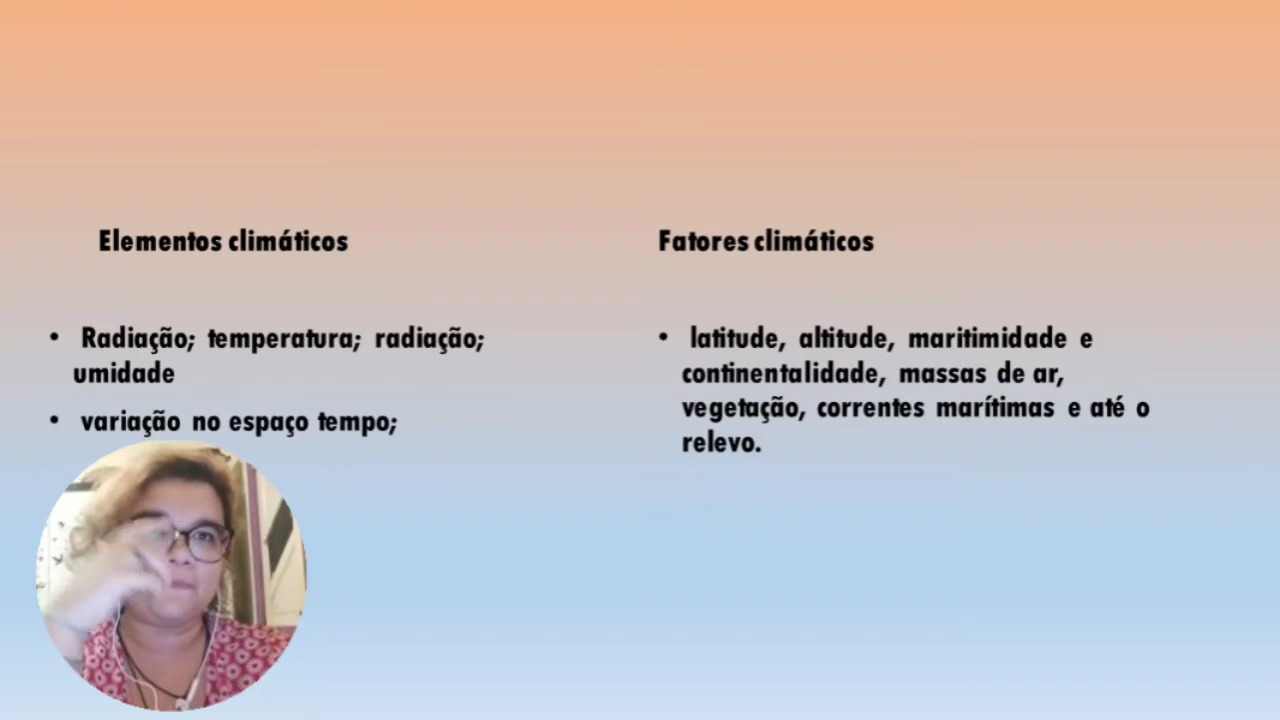 Elementos climáticos
• Radiação; temperatura; radiação;
umidade
• variação no espaço tempo;
Fatores climáticos
• latitude, altitude, maritimidade e
continentalidade, massas de ar,
vegetação, correntes marítimas e até o
relevo.